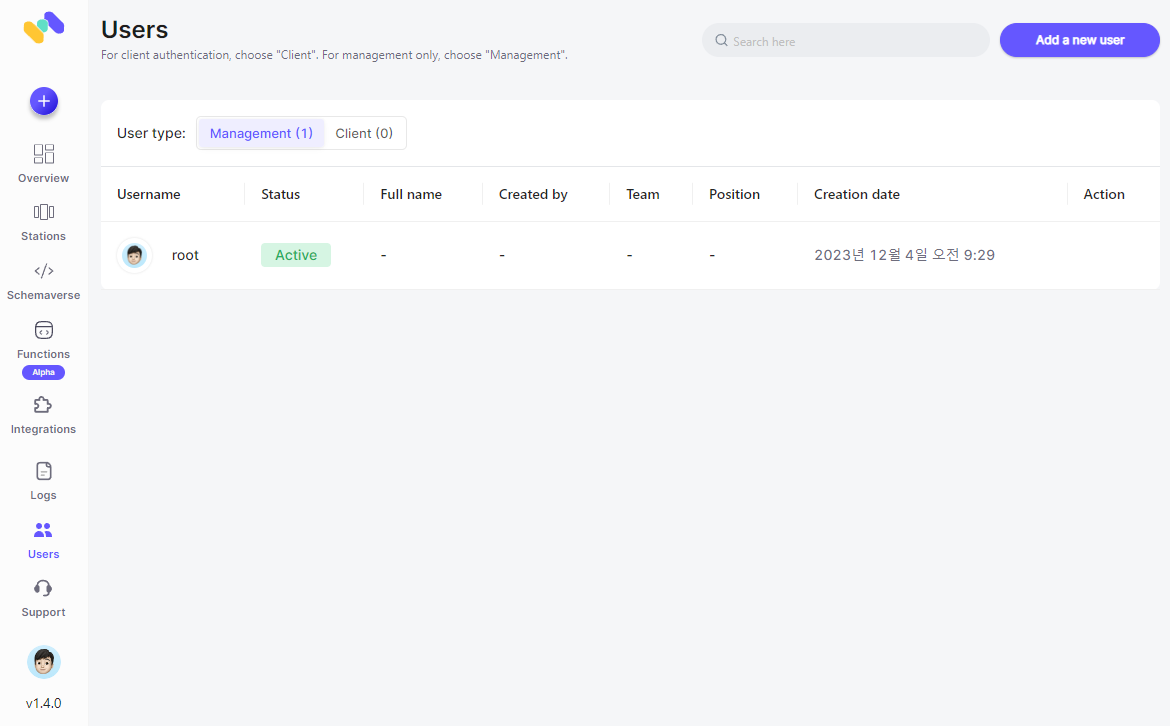 Users
For client authentication, choose "Client". For management only, choose "Management".
Search here
Add a new user
Overview
Stations
Schemaverse
Functions
Alpha
Integrations
Logs
Users
Support
v1.4.0
User type: Management (1) Client (0)
Username Status Full name Created by Team Position Creation date Action
root Active - - - - 2023년 12월 4일 오전 9:29